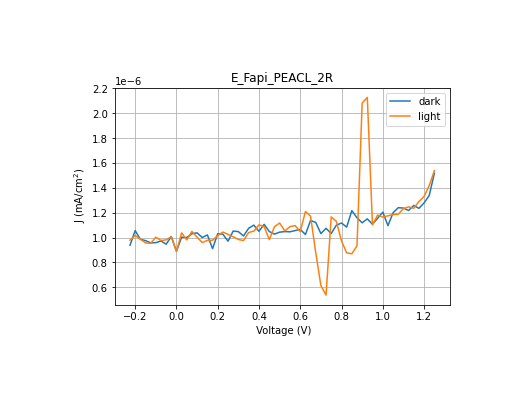 E_Fapi_PEACL_2R
1e−6
2.2
2.0
1.8
1.6
1.4
1.2
1.0
0.8
0.6
J (mA/cm²)
dark
light
−0.2 0.0 0.2 0.4 0.6 0.8 1.0 1.2
Voltage (V)